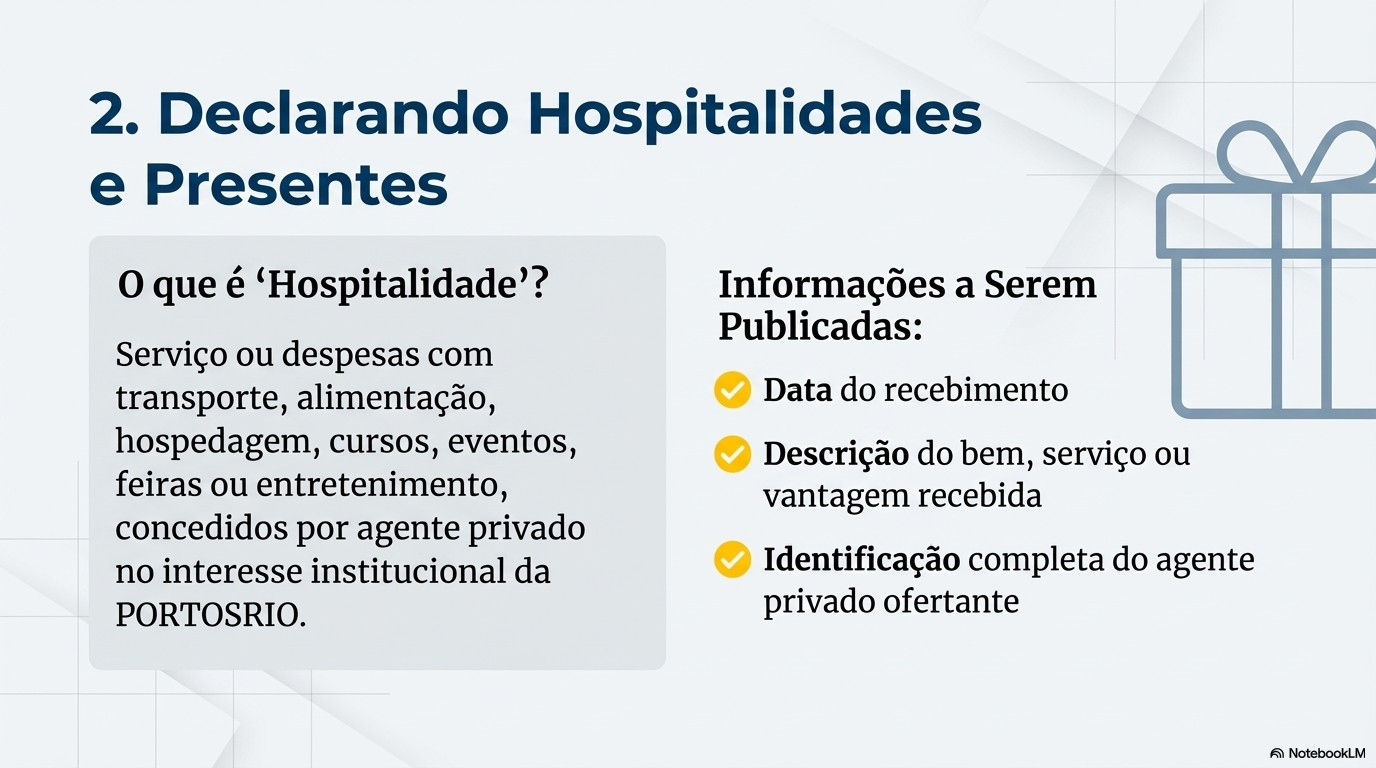 2. Declarando Hospitalidades
e Presentes
O que é ‘Hospitalidade’?
Serviço ou despesas com
transporte, alimentação,
hospedagem, cursos, eventos,
feiras ou entretenimento,
concedidos por agente privado
no interesse institucional da
PORTOSRIO.
Informações a Serem
Publicadas:
Data do recebimento
Descrição do bem, serviço ou
vantagem recebida
Identificação completa do agente
privado ofertante
NotebookLM